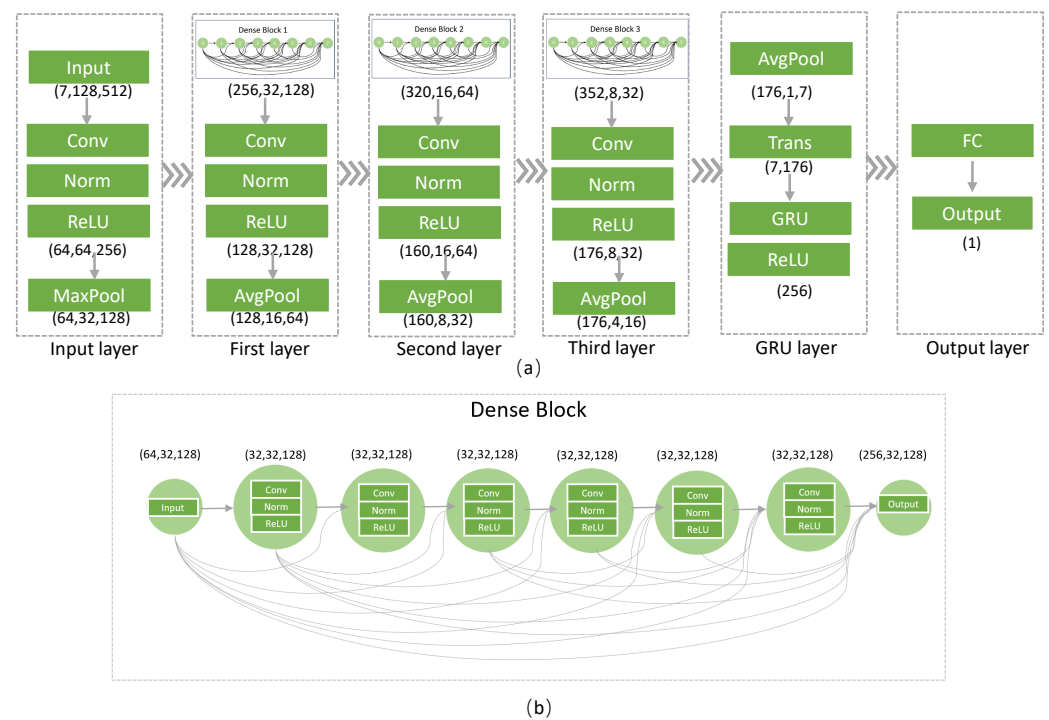 Input
(7,128,512)
Conv
Norm
ReLU
(64,64,256)
MaxPool
(64,32,128)
Input layer
Dense Block 1
(256,32,128)
Conv
Norm
ReLU
(128,32,128)
AvgPool
(128,16,64)
First layer
Dense Block 2
(320,16,64)
Conv
Norm
ReLU
(160,16,64)
AvgPool
(160,8,32)
Second layer
Dense Block 3
(352,8,32)
Conv
Norm
ReLU
(176,8,32)
AvgPool
(176,4,16)
Third layer
AvgPool
(176,1,7)
Trans
(7,176)
GRU
ReLU
(256)
GRU layer
FC
Output
(1)
Output layer
(a)
Dense Block
(64,32,128)
(32,32,128)
(32,32,128)
(32,32,128)
(32,32,128)
(32,32,128)
(32,32,128)
(256,32,128)
Input
Conv
Norm
ReLU
Conv
Norm
ReLU
Conv
Norm
ReLU
Conv
Norm
ReLU
Conv
Norm
ReLU
Conv
Norm
ReLU
Output
(b)